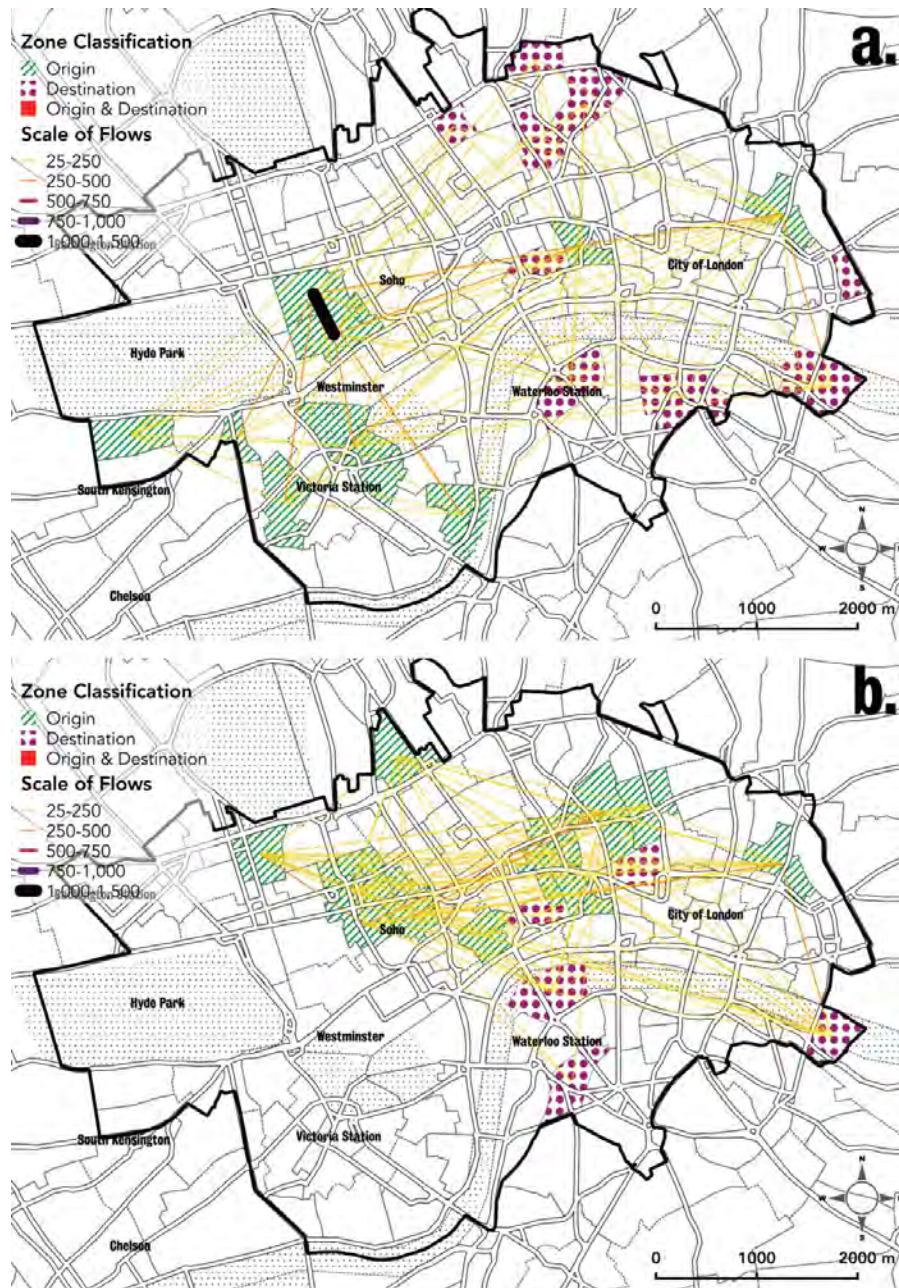 a.
Zone Classification
Origin
Destination
Origin & Destination
Scale of Flows
25-250
250-500
500-750
750-1,000
1,000-1,500
Soho
City of London
Hyde Park
Westminster
Waterloo Station
South Kensington
Victoria Station
Chelsea
N
W
S
0 1000 2000 m
b.
Zone Classification
Origin
Destination
Origin & Destination
Scale of Flows
25-250
250-500
500-750
750-1,000
1,000-1,500
Soho
City of London
Hyde Park
Westminster
Waterloo Station
South Kensington
Victoria Station
Chelsea
N
W
S
0 1000 2000 m